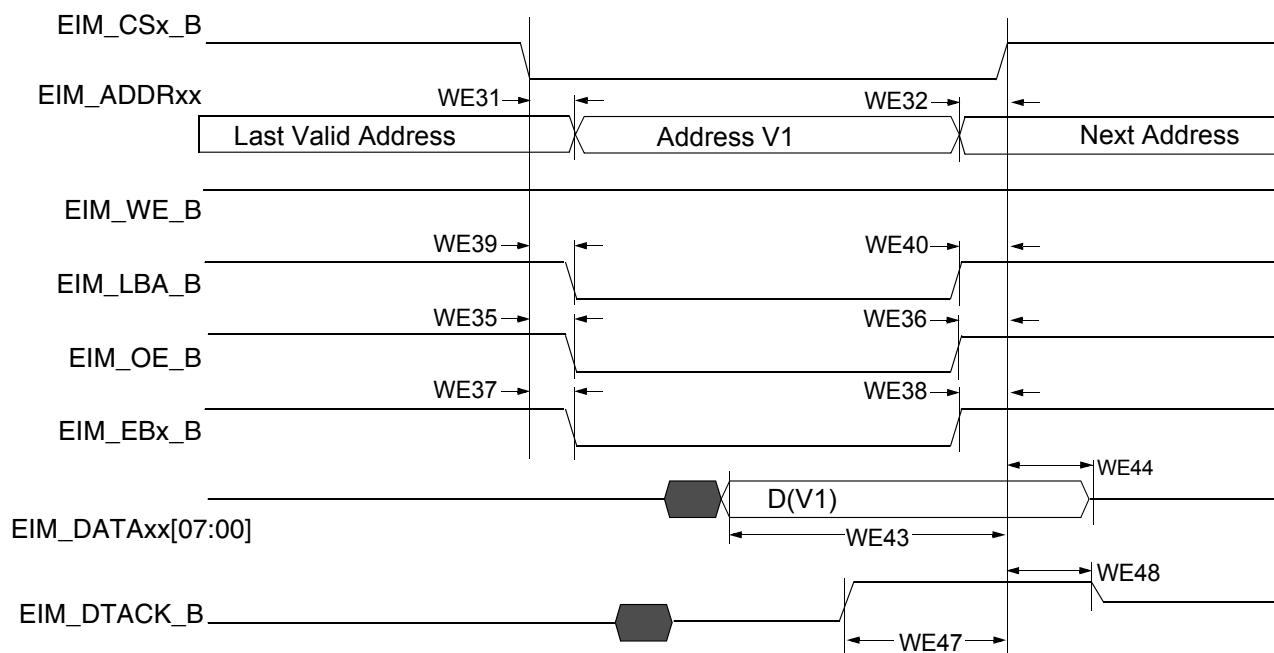 EIM_CSx_B
EIM_ADDRxx
WE31
WE32
Last Valid Address
Address V1
Next Address
EIM_WE_B
WE39
WE40
EIM_LBA_B
WE35
WE36
EIM_OE_B
WE37
WE38
EIM_EBx_B
WE44
D(V1)
EIM_DATAxx[07:00]
WE43
WE48
EIM_DTACK_B
WE47